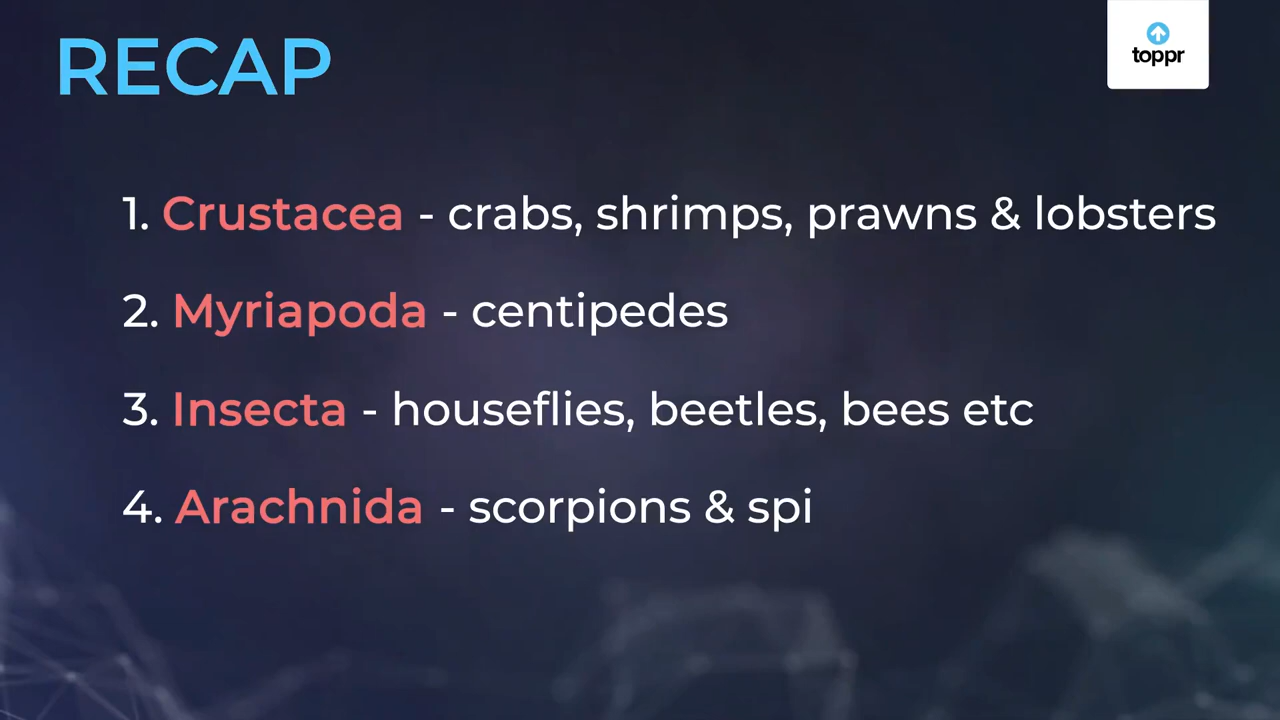 RECAP
toppr
1. Crustacea - crabs, shrimps, prawns & lobsters
2. Myriapoda - centipedes
3. Insecta - houseflies, beetles, bees etc
4. Arachnida - scorpions & spi